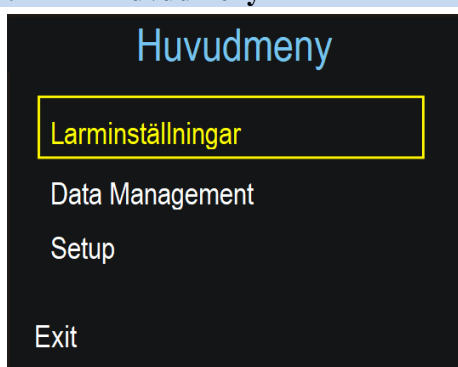 Huvudmeny
Larminställningar
Data Management
Setup
Exit